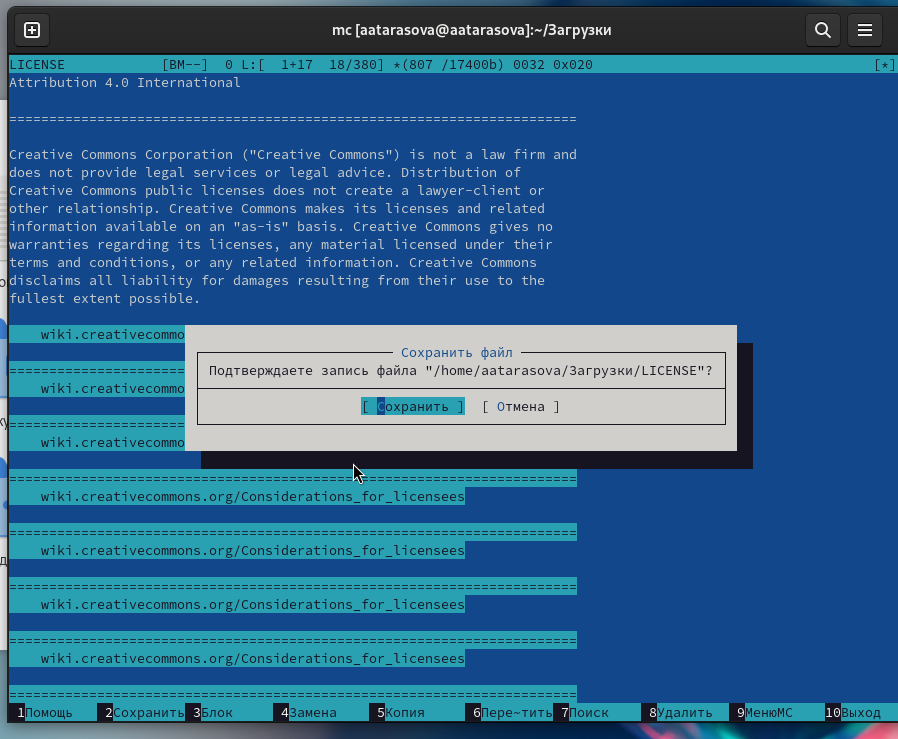 mc [aatarasova@aatarasova]:~/Загрузки
LICENSE            [BM--]  0 L:[  1+17  18/380] *(807 /17400b) 0032 0x020                                   [*]
Attribution 4.0 International
=======================================================================
Creative Commons Corporation ("Creative Commons") is not a law firm and
does not provide legal services or legal advice. Distribution of
Creative Commons public licenses does not create a lawyer-client or
other relationship. Creative Commons makes its licenses and related
information available on an "as-is" basis. Creative Commons gives no
warranties regarding its licenses, any material licensed under their
terms and conditions, or any related information. Creative Commons
disclaims all liability for damages resulting from their use to the
fullest extent possible.
wiki.creativecommo
Сохранить файл
======================
Подтверждаете запись файла "/home/aatarasova/Загрузки/LICENSE"?
wiki.creativecommo
[ Сохранить ]  [ Отмена ]
======================
wiki.creativecommo
=======================================================================
wiki.creativecommons.org/Considerations_for_licensees
=======================================================================
wiki.creativecommons.org/Considerations_for_licensees
=======================================================================
wiki.creativecommons.org/Considerations_for_licensees
=======================================================================
wiki.creativecommons.org/Considerations_for_licensees
=======================================================================
1Помощь 2Сохранить 3Блок 4Замена 5Копия 6Пере~тить 7Поиск 8Удалить 9МенюMC 10Выход